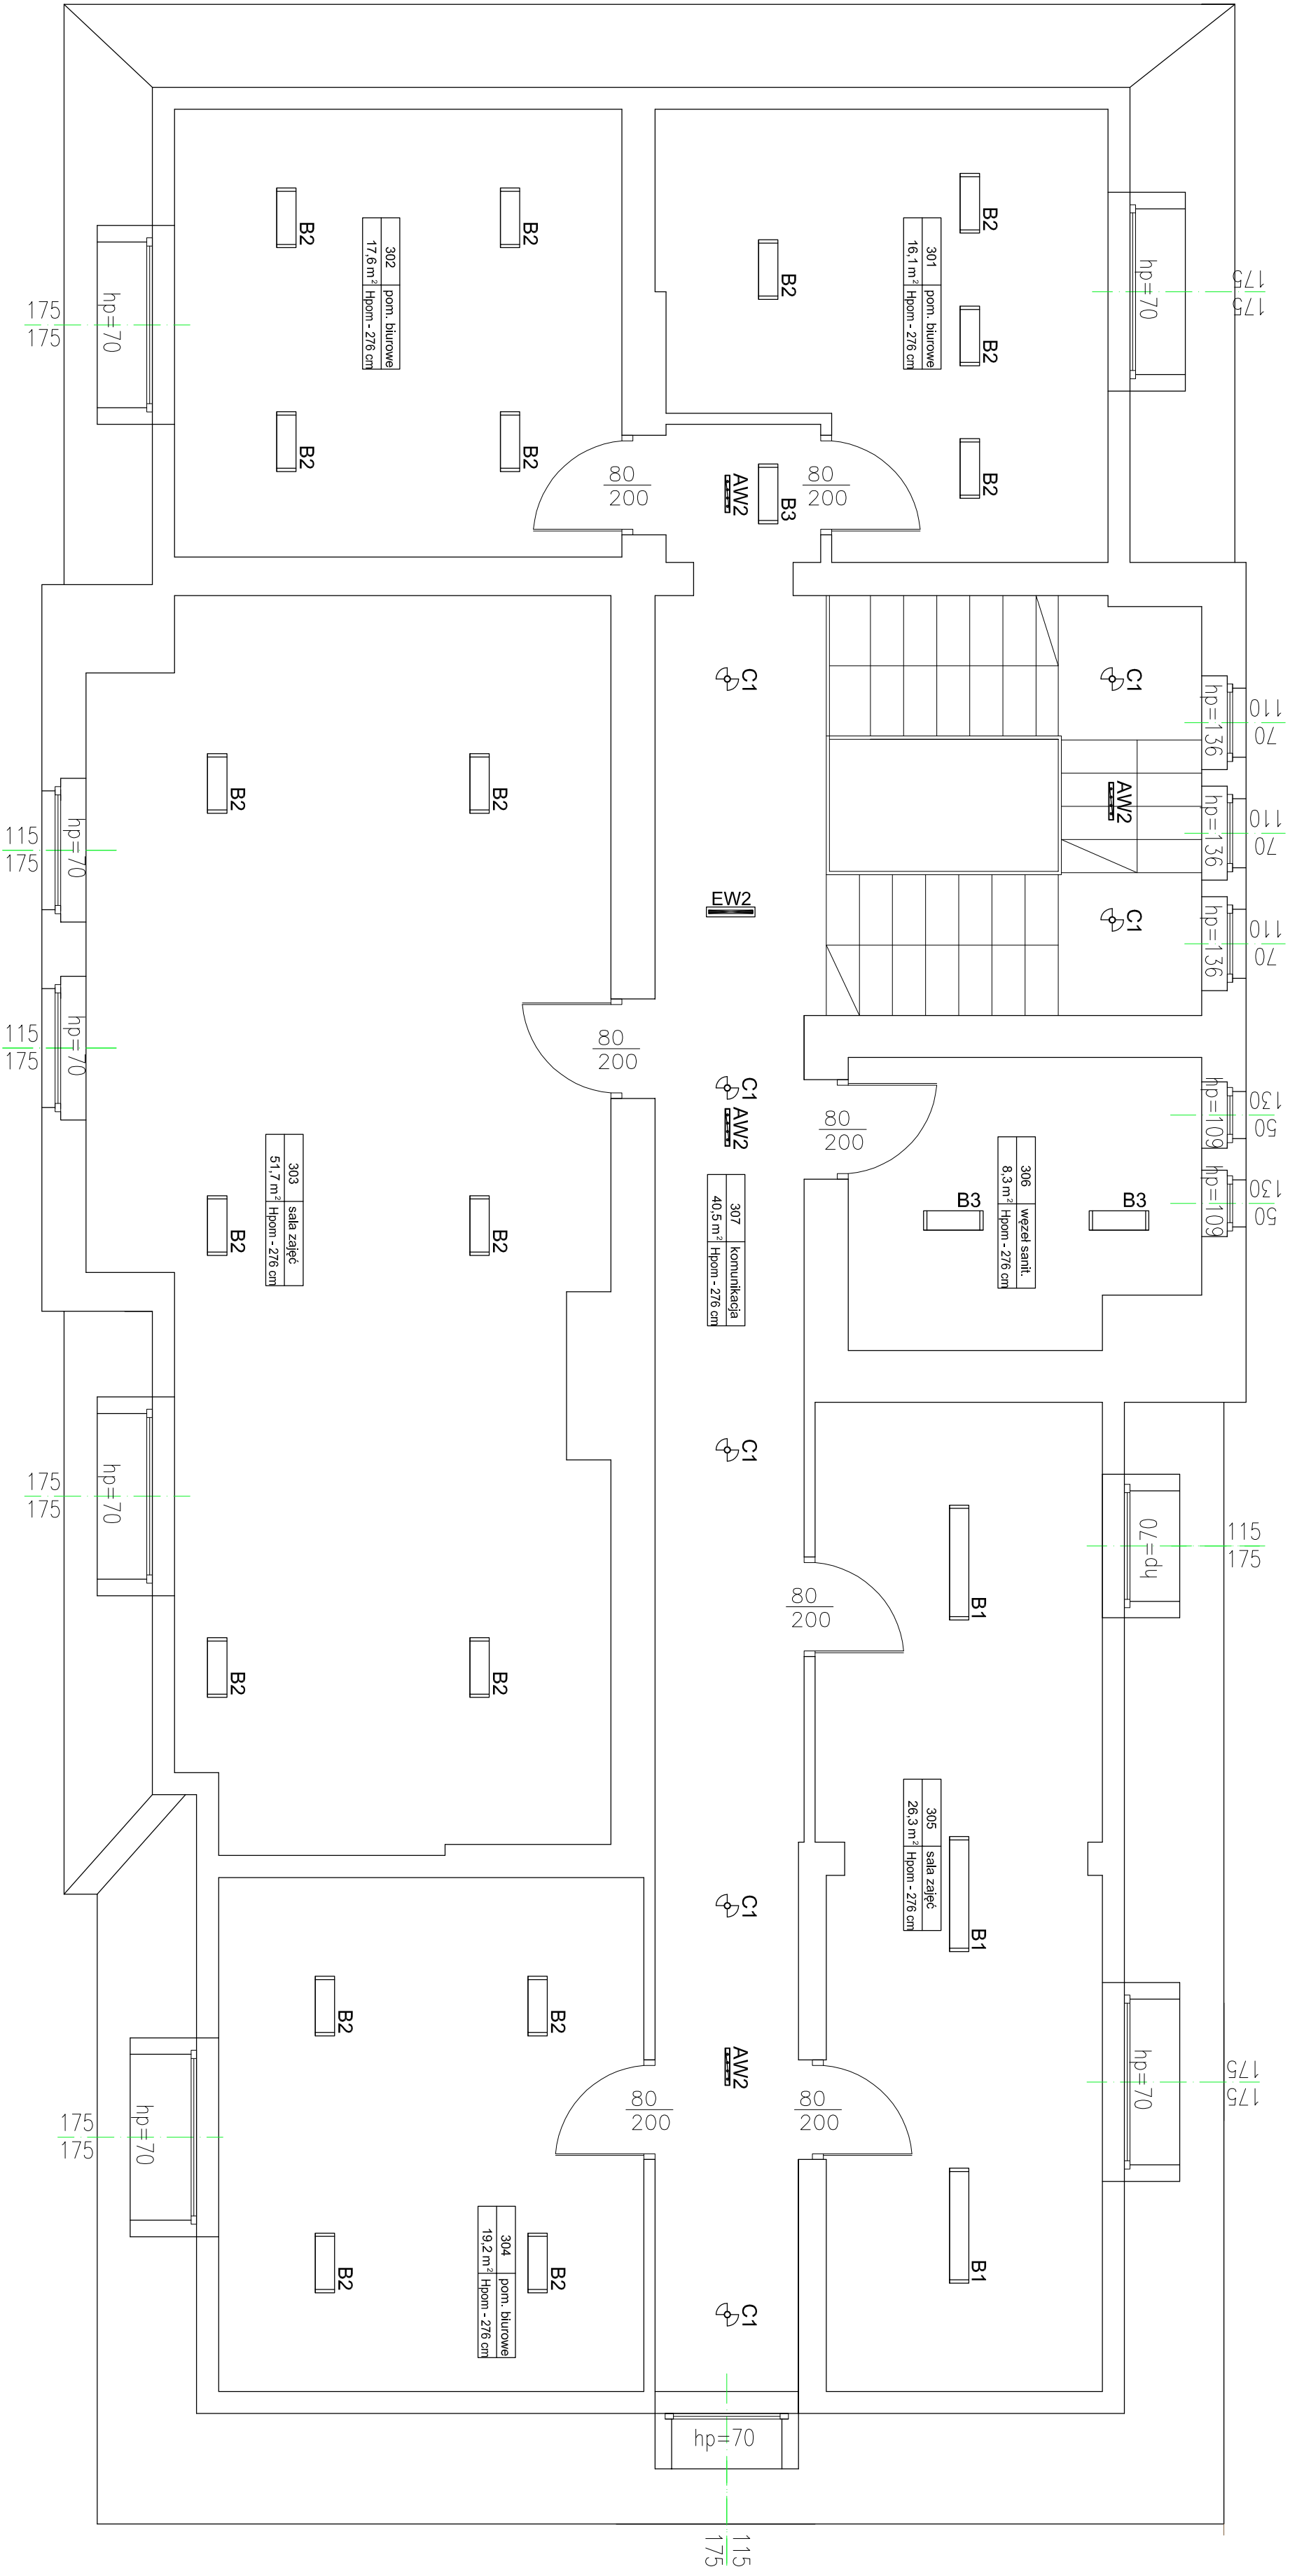 175
175
hp=70
B2
301
pom. biurowe
16,1 m² Hpom - 276 cm
B2
B2
B2
302
pom. biurowe
17,6 m² Hpom - 276 cm
B2
B2
B2
B2
hp=70
175
175
80
200
80
200
AW2
B3
C1
C1
hp=136
110
70
AW2
hp=136
110
70
C1
hp=136
110
70
EW2
B2
B2
hp=70
115
175
hp=70
115
175
80
200
C1
AW2
80
200
hp=109
130
50
hp=109
130
50
306
węzeł sanit.
8,3 m² Hpom - 276 cm
B3
B3
307
komunikacja
40,5 m² Hpom - 276 cm
303
sala zajęć
51,7 m² Hpom - 276 cm
B2
B2
hp=70
175
175
C1
B1
hp=70
115
175
80
200
B2
B2
305
sala zajęć
26,3 m² Hpom - 276 cm
B1
C1
B2
B2
AW2
80
200
80
200
hp=70
175
175
hp=70
175
175
B1
304
pom. biurowe
19,2 m² Hpom - 276 cm
B2
B2
C1
hp=70
115
175